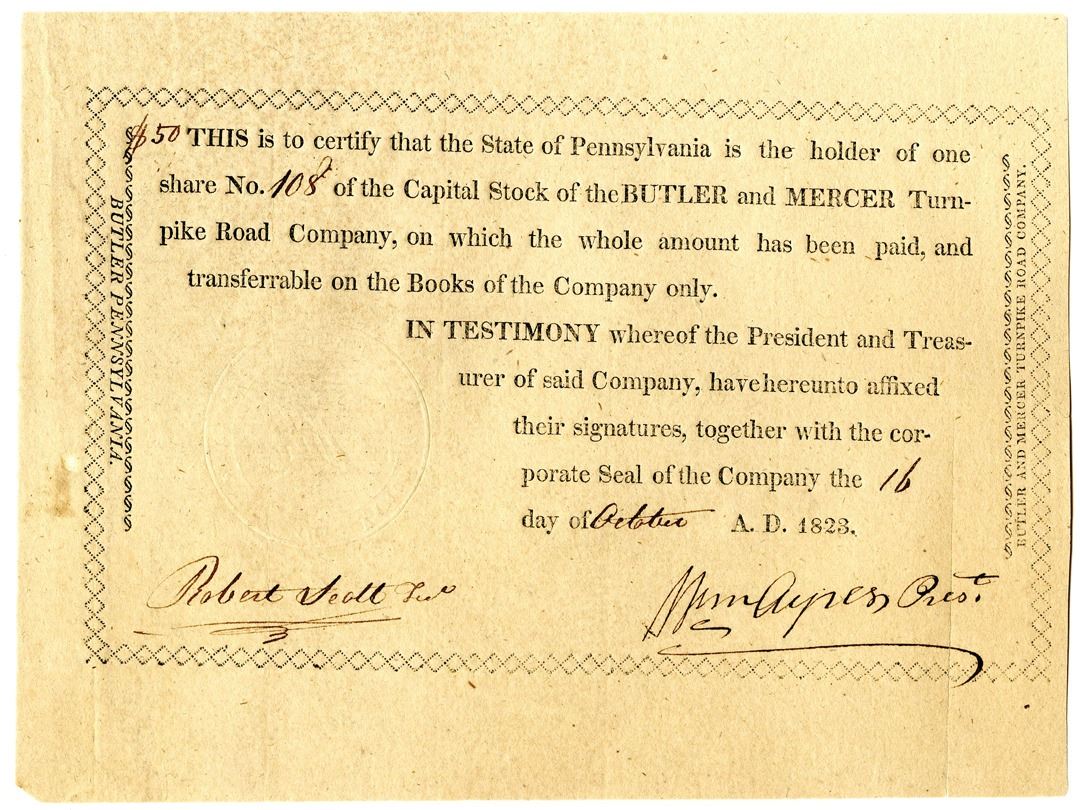 $50 THIS is to certify that the State of Pennsylvania is the holder of one
share No. 108 of the Capital Stock of the BUTLER and MERCER Turn-
pike Road Company, on which the whole amount has been paid, and
transferrable on the Books of the Company only.
IN TESTIMONY whereof the President and Treas-
urer of said Company, have hereunto affixed
their signatures, together with the cor-
porate Seal of the Company the 16
day of October A. D. 1823.
Robert Scott
Wm Ayres Prest.
BUTLER PENNSYLVANIA.
BUTLER AND MERCER TURNPIKE ROAD COMPANY.